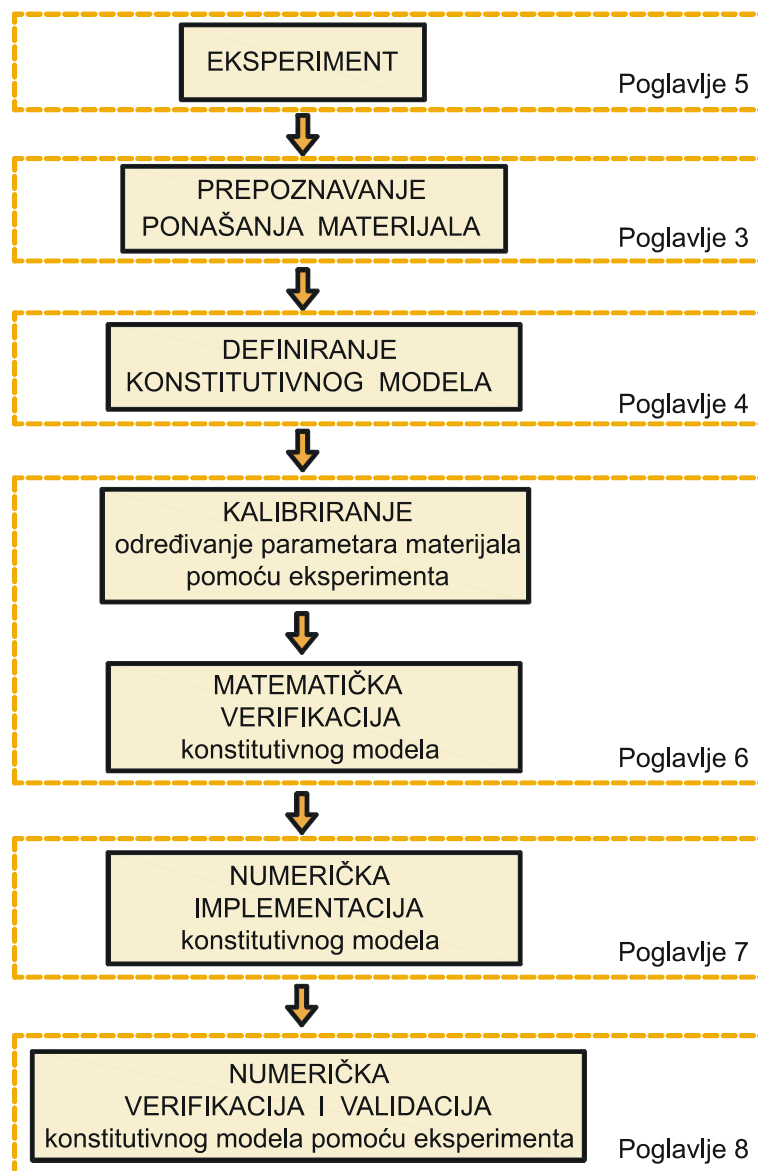 EKSPERIMENT
Poglavlje 5
PREPOZNAVANJE
PONAŠANJA MATERIJALA
Poglavlje 3
DEFINIRANJE
KONSTITUTIVNOG MODELA
Poglavlje 4
KALIBRIRANJE
određivanje parametara materijala
pomoću eksperimenta
MATEMATIČKA
VERIFIKACIJA
konstitutivnog modela
Poglavlje 6
NUMERIČKA
IMPLEMENTACIJA
konstitutivnog modela
Poglavlje 7
NUMERIČKA
VERIFIKACIJA I VALIDACIJA
konstitutivnog modela pomoću eksperimenta
Poglavlje 8